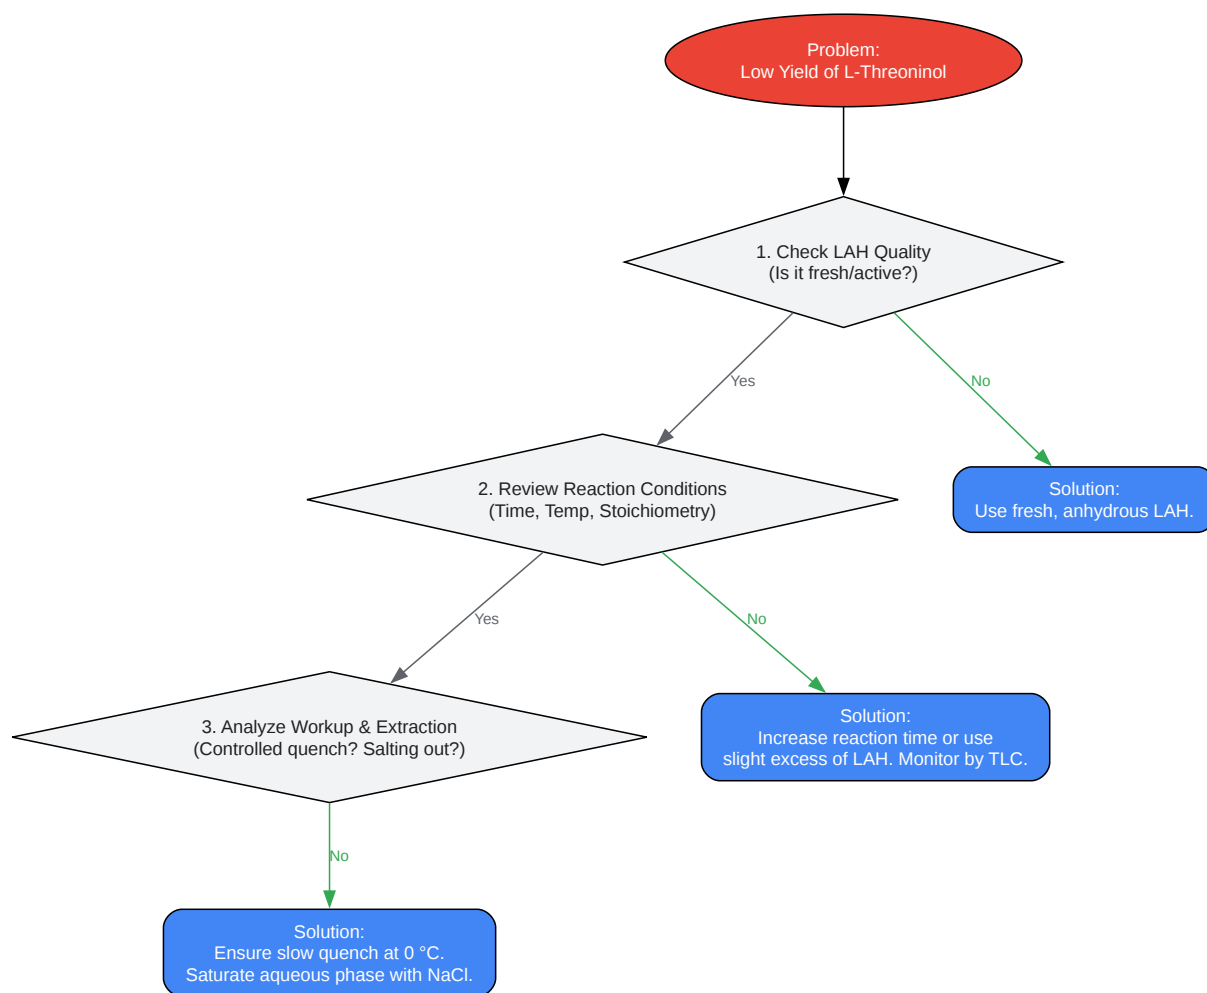 Problem:
Low Yield of L-Threoninol
1. Check LAH Quality
(Is it fresh/active?)
Yes
No
2. Review Reaction Conditions
(Time, Temp, Stoichiometry)
Solution:
Use fresh, anhydrous LAH.
Yes
No
3. Analyze Workup & Extraction
(Controlled quench? Salting out?)
Solution:
Increase reaction time or use
slight excess of LAH. Monitor by TLC.
No
Solution:
Ensure slow quench at 0 °C.
Saturate aqueous phase with NaCl.